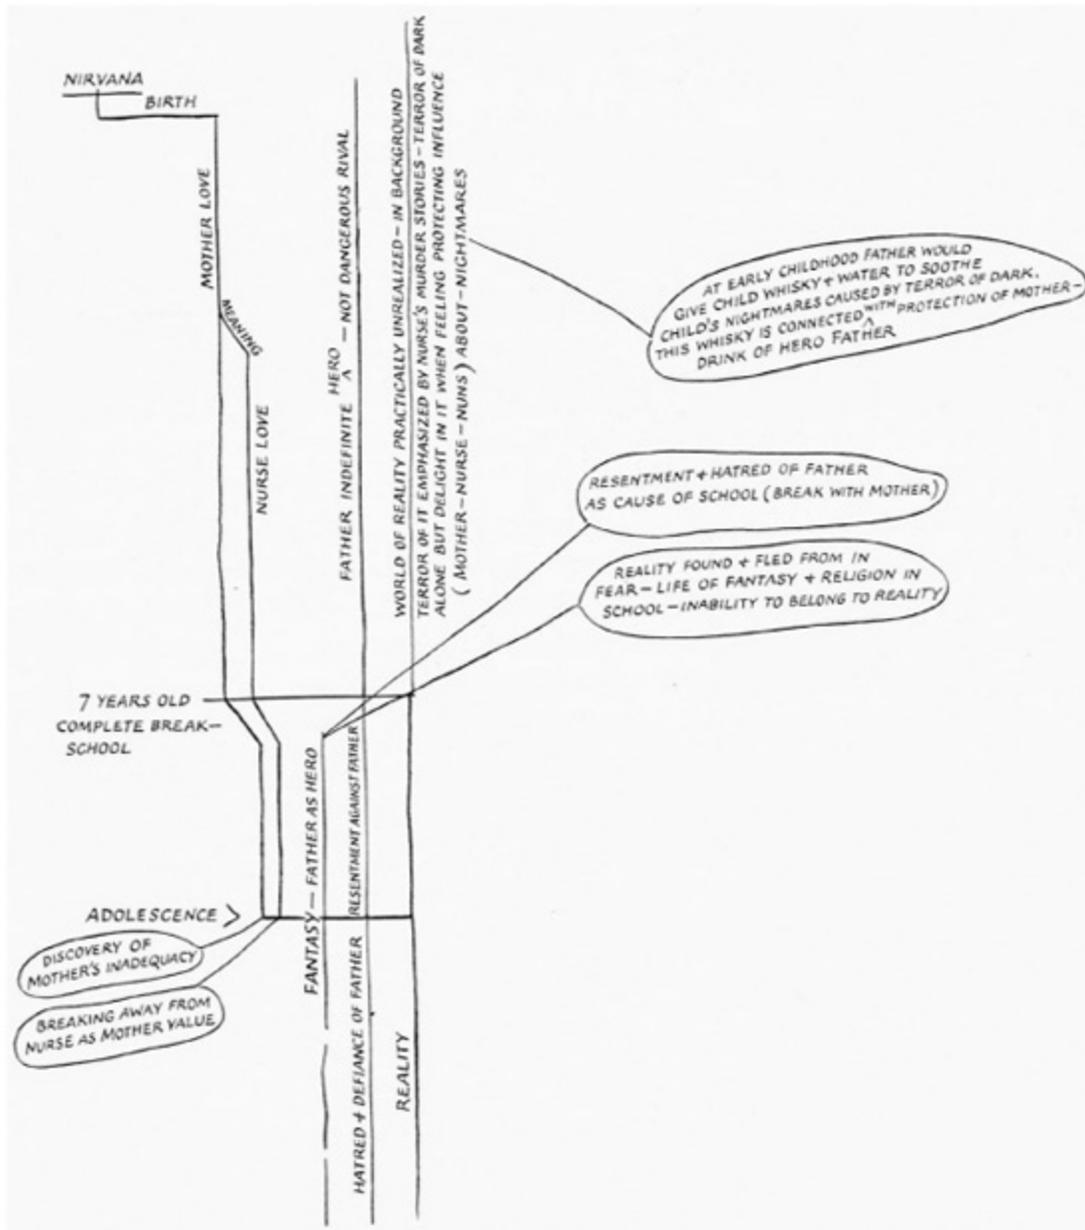 NIRVANA
BIRTH
MOTHER LOVE
MEANING
NURSE LOVE
FATHER INDEFINITE HERO ^ — NOT DANGEROUS RIVAL
WORLD OF REALITY PRACTICALLY UNREALIZED — IN BACKGROUND
TERROR OF IT EMPHASIZED BY NURSE'S MURDER STORIES — TERROR OF DARK
ALONE BUT DELIGHT IN IT WHEN FEELING PROTECTING INFLUENCE
(MOTHER — NURSE — NUNS) ABOUT — NIGHTMARES
AT EARLY CHILDHOOD FATHER WOULD
GIVE CHILD WHISKY + WATER TO SOOTHE
CHILD'S NIGHTMARES CAUSED BY TERROR OF DARK.
THIS WHISKY IS CONNECTED WITH ^ PROTECTION OF MOTHER —
DRINK OF HERO FATHER
RESENTMENT + HATRED OF FATHER
AS CAUSE OF SCHOOL (BREAK WITH MOTHER)
REALITY FOUND + FLED FROM IN
FEAR — LIFE OF FANTASY + RELIGION IN
SCHOOL — INABILITY TO BELONG TO REALITY
7 YEARS OLD
COMPLETE BREAK —
SCHOOL
FANTASY — FATHER AS HERO
RESENTMENT AGAINST FATHER
ADOLESCENCE >
DISCOVERY OF
MOTHER'S INADEQUACY
BREAKING AWAY FROM
NURSE AS MOTHER VALUE
HATRED + DEFIANCE OF FATHER
REALITY